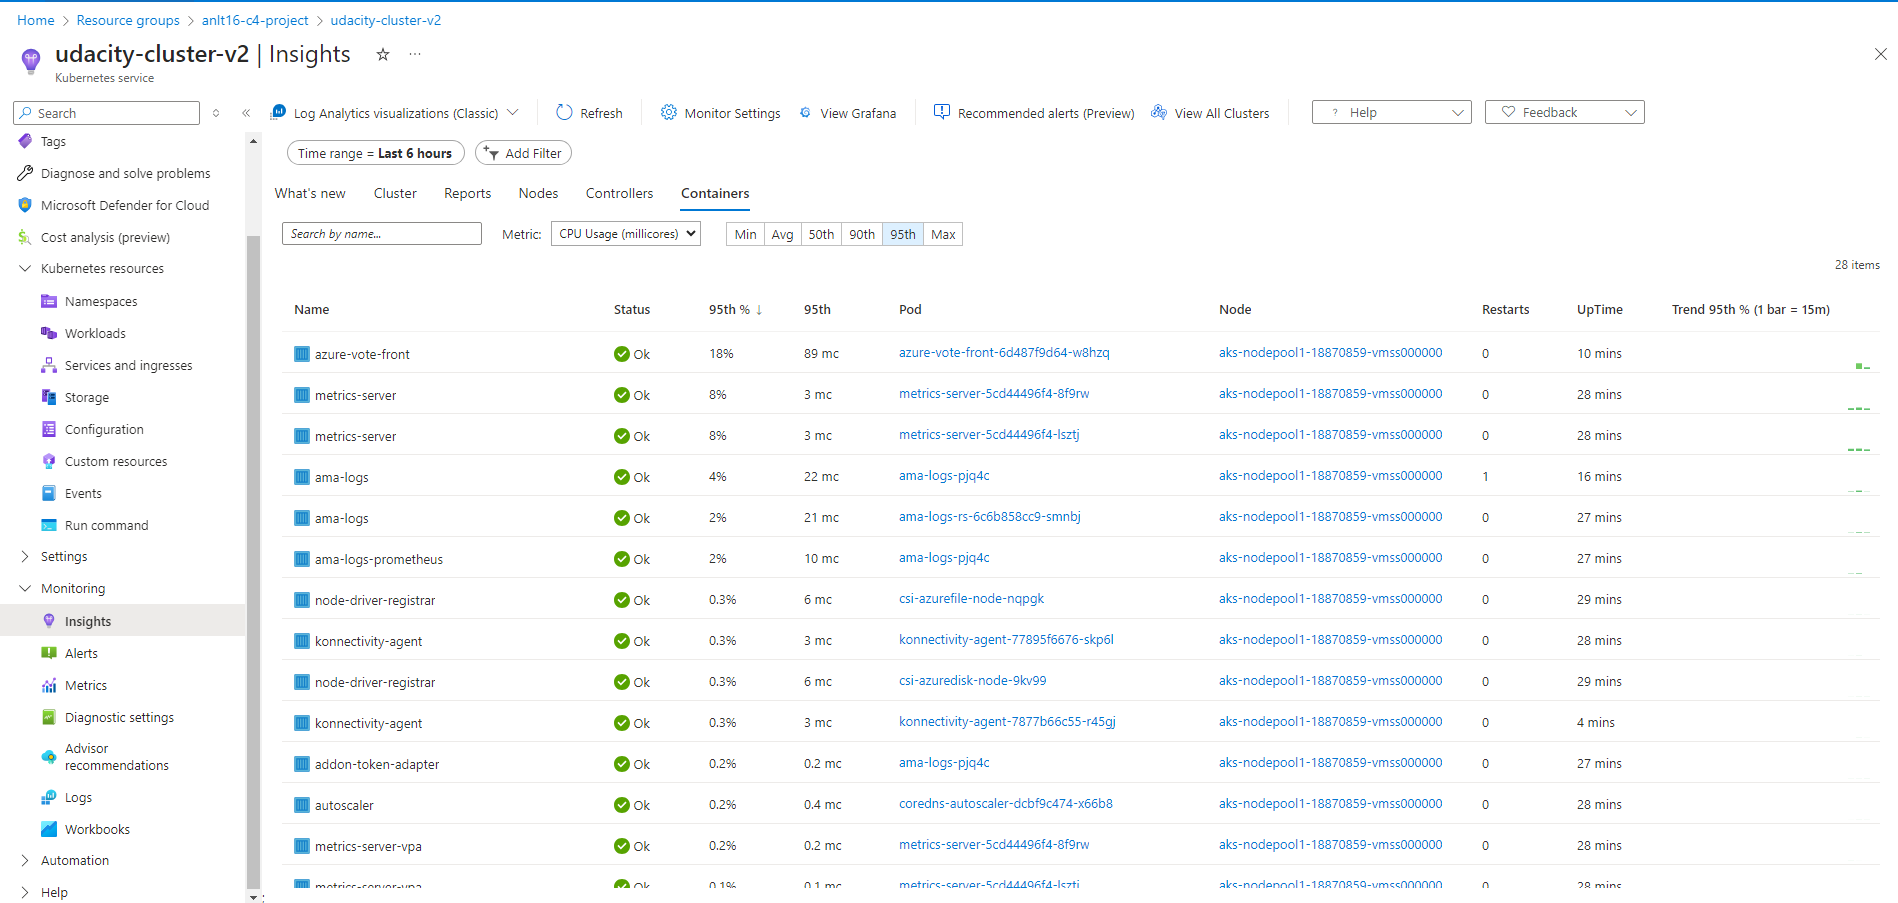 Home > Resource groups > anlt16-c4-project > udacity-cluster-v2
udacity-cluster-v2 | Insights
Kubernetes service
Search
Log Analytics visualizations (Classic) Refresh Monitor Settings View Grafana Recommended alerts (Preview) View All Clusters ? Help Feedback
Tags
Diagnose and solve problems
Microsoft Defender for Cloud
Cost analysis (preview)
Kubernetes resources
Namespaces
Workloads
Services and ingresses
Storage
Configuration
Custom resources
Events
Run command
Settings
Monitoring
Insights
Alerts
Metrics
Diagnostic settings
Advisor
recommendations
Logs
Workbooks
Automation
Help
Time range = Last 6 hours Add Filter
What's new Cluster Reports Nodes Controllers Containers
Search by name... Metric: CPU Usage (millicores) Min Avg 50th 90th 95th Max
28 items
Name Status 95th % ↓ 95th Pod Node Restarts UpTime Trend 95th % (1 bar = 15m)
azure-vote-front Ok 18% 89 mc azure-vote-front-6d487f9d64-w8hzq aks-nodepool1-18870859-vmss000000 0 10 mins
metrics-server Ok 8% 3 mc metrics-server-5cd44496f4-8f9rw aks-nodepool1-18870859-vmss000000 0 28 mins
metrics-server Ok 8% 3 mc metrics-server-5cd44496f4-lsztj aks-nodepool1-18870859-vmss000000 0 28 mins
ama-logs Ok 4% 22 mc ama-logs-pjq4c aks-nodepool1-18870859-vmss000000 1 16 mins
ama-logs Ok 2% 21 mc ama-logs-rs-6c6b858cc9-smnbj aks-nodepool1-18870859-vmss000000 0 27 mins
ama-logs-prometheus Ok 2% 10 mc ama-logs-pjq4c aks-nodepool1-18870859-vmss000000 0 27 mins
node-driver-registrar Ok 0.3% 6 mc csi-azurefile-node-nqpgk aks-nodepool1-18870859-vmss000000 0 29 mins
konnectivity-agent Ok 0.3% 3 mc konnectivity-agent-77895f6676-skp6l aks-nodepool1-18870859-vmss000000 0 28 mins
node-driver-registrar Ok 0.3% 6 mc csi-azuredisk-node-9kv99 aks-nodepool1-18870859-vmss000000 0 29 mins
konnectivity-agent Ok 0.3% 3 mc konnectivity-agent-7877b66c55-r45gj aks-nodepool1-18870859-vmss000000 0 4 mins
addon-token-adapter Ok 0.2% 0.2 mc ama-logs-pjq4c aks-nodepool1-18870859-vmss000000 0 27 mins
autoscaler Ok 0.2% 0.4 mc coredns-autoscaler-dcbf9c474-x66b8 aks-nodepool1-18870859-vmss000000 0 28 mins
metrics-server-vpa Ok 0.2% 0.2 mc metrics-server-5cd44496f4-8f9rw aks-nodepool1-18870859-vmss000000 0 28 mins
metrics-server-vpa Ok 0.1% 0.1 mc metrics-server-5cd44496f4-lsztj aks-nodepool1-18870859-vmss000000 0 28 mins